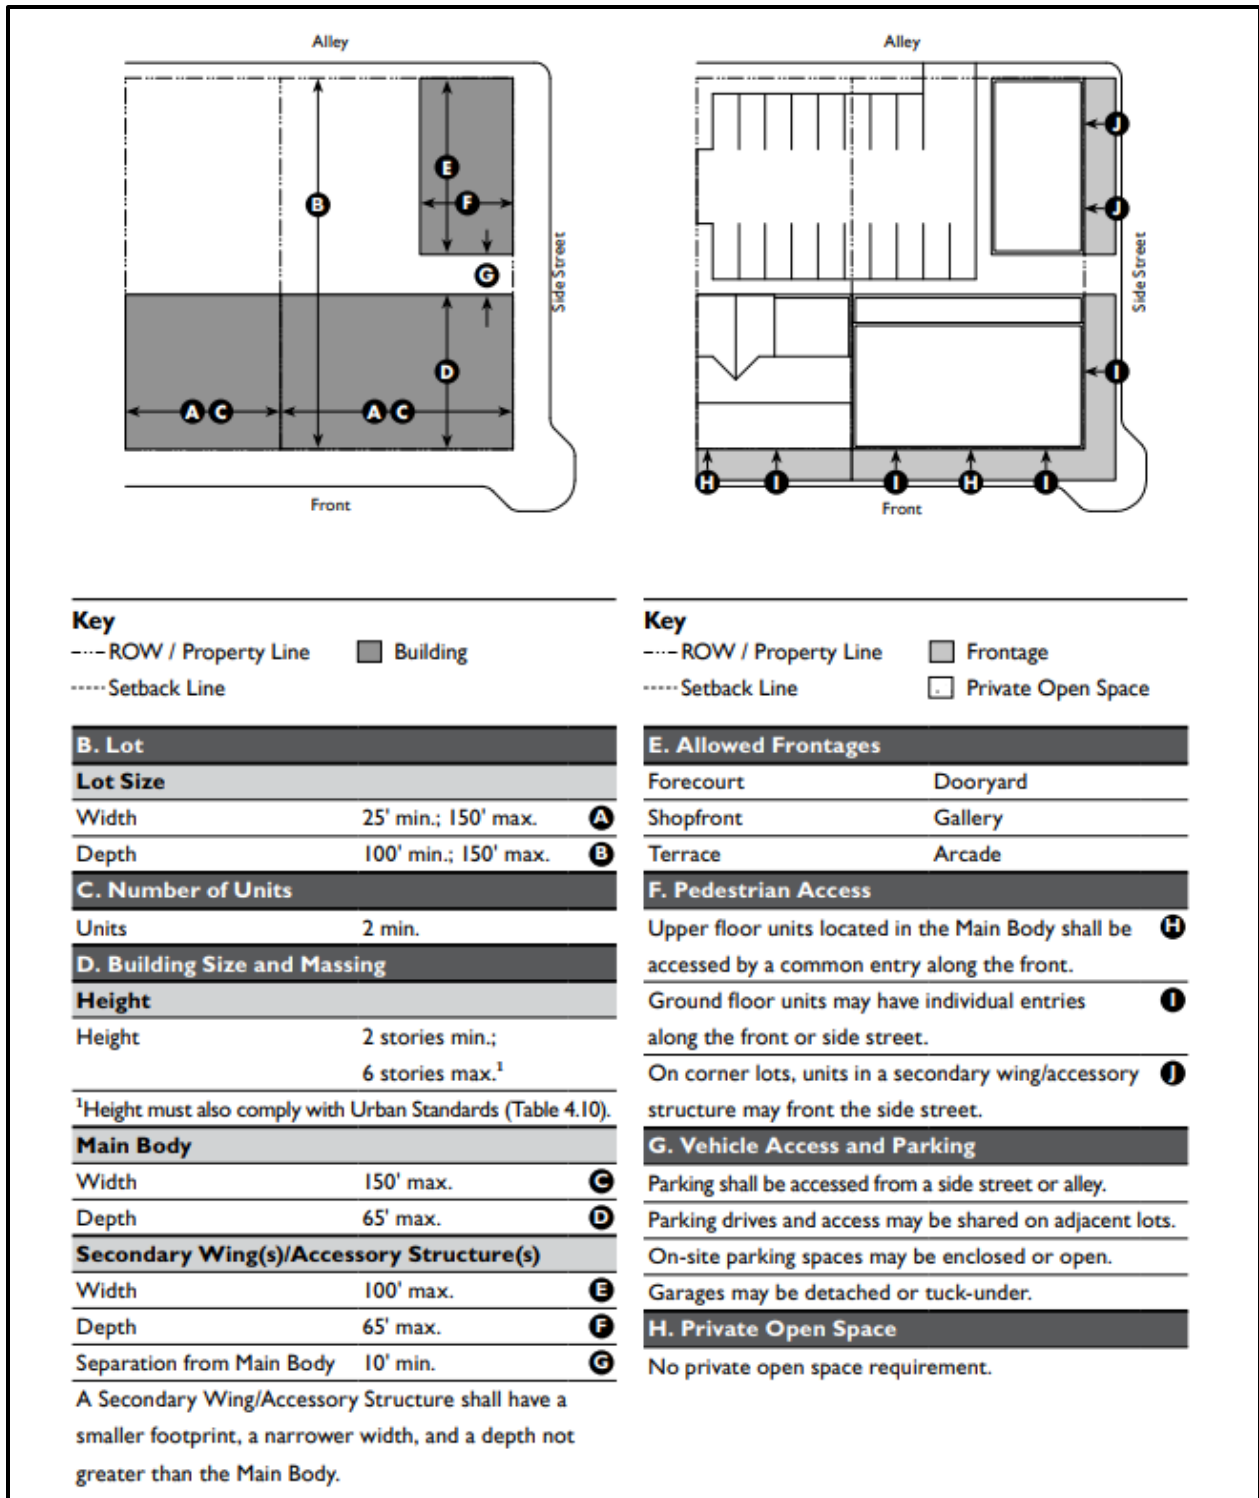 Alley
E
F
B
G
Side Street
D
A C
A C
Front
Alley
J
J
Side Street
I
H
I
I
H
I
Front
Key
ROW / Property Line
Building
Setback Line
B. Lot
Lot Size
Width 25' min.; 150' max. A
Depth 100' min.; 150' max. B
C. Number of Units
Units 2 min.
D. Building Size and Massing
Height
Height 2 stories min.;
6 stories max.¹
¹Height must also comply with Urban Standards (Table 4.10).
Main Body
Width 150' max. C
Depth 65' max. D
Secondary Wing(s)/Accessory Structure(s)
Width 100' max. E
Depth 65' max. F
Separation from Main Body 10' min. G
A Secondary Wing/Accessory Structure shall have a
smaller footprint, a narrower width, and a depth not
greater than the Main Body.
Key
ROW / Property Line
Frontage
Setback Line
Private Open Space
E. Allowed Frontages
Forecourt Dooryard
Shopfront Gallery
Terrace Arcade
F. Pedestrian Access
Upper floor units located in the Main Body shall be H
accessed by a common entry along the front.
Ground floor units may have individual entries I
along the front or side street.
On corner lots, units in a secondary wing/accessory J
structure may front the side street.
G. Vehicle Access and Parking
Parking shall be accessed from a side street or alley.
Parking drives and access may be shared on adjacent lots.
On-site parking spaces may be enclosed or open.
Garages may be detached or tuck-under.
H. Private Open Space
No private open space requirement.